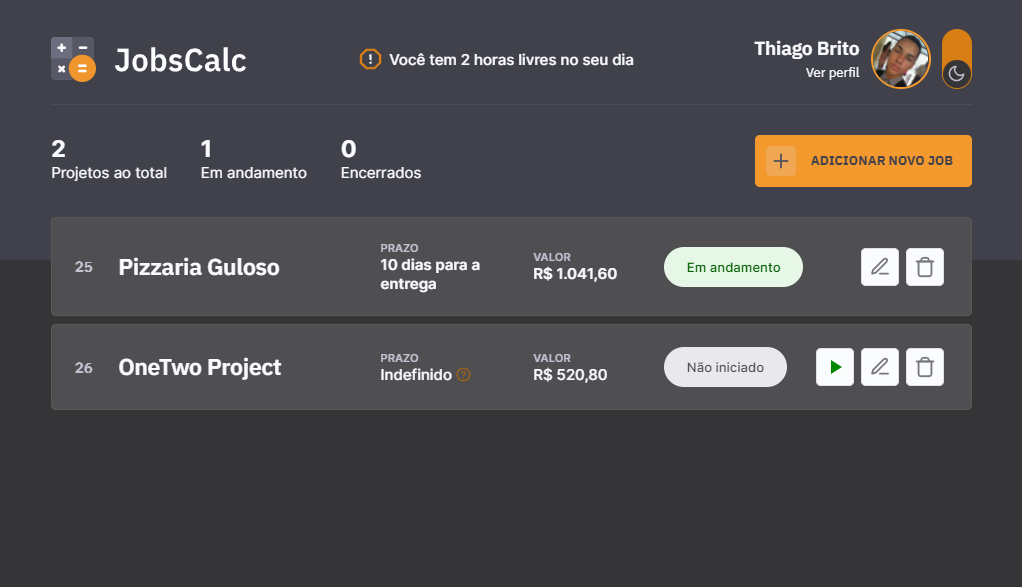 JobsCalc
Você tem 2 horas livres no seu dia
Thiago Brito
Ver perfil
2
Projetos ao total
1
Em andamento
0
Encerrados
ADICIONAR NOVO JOB
25
Pizzaria Guloso
PRAZO
10 dias para a
entrega
VALOR
R$ 1.041,60
Em andamento
26
OneTwo Project
PRAZO
Indefinido
VALOR
R$ 520,80
Não iniciado